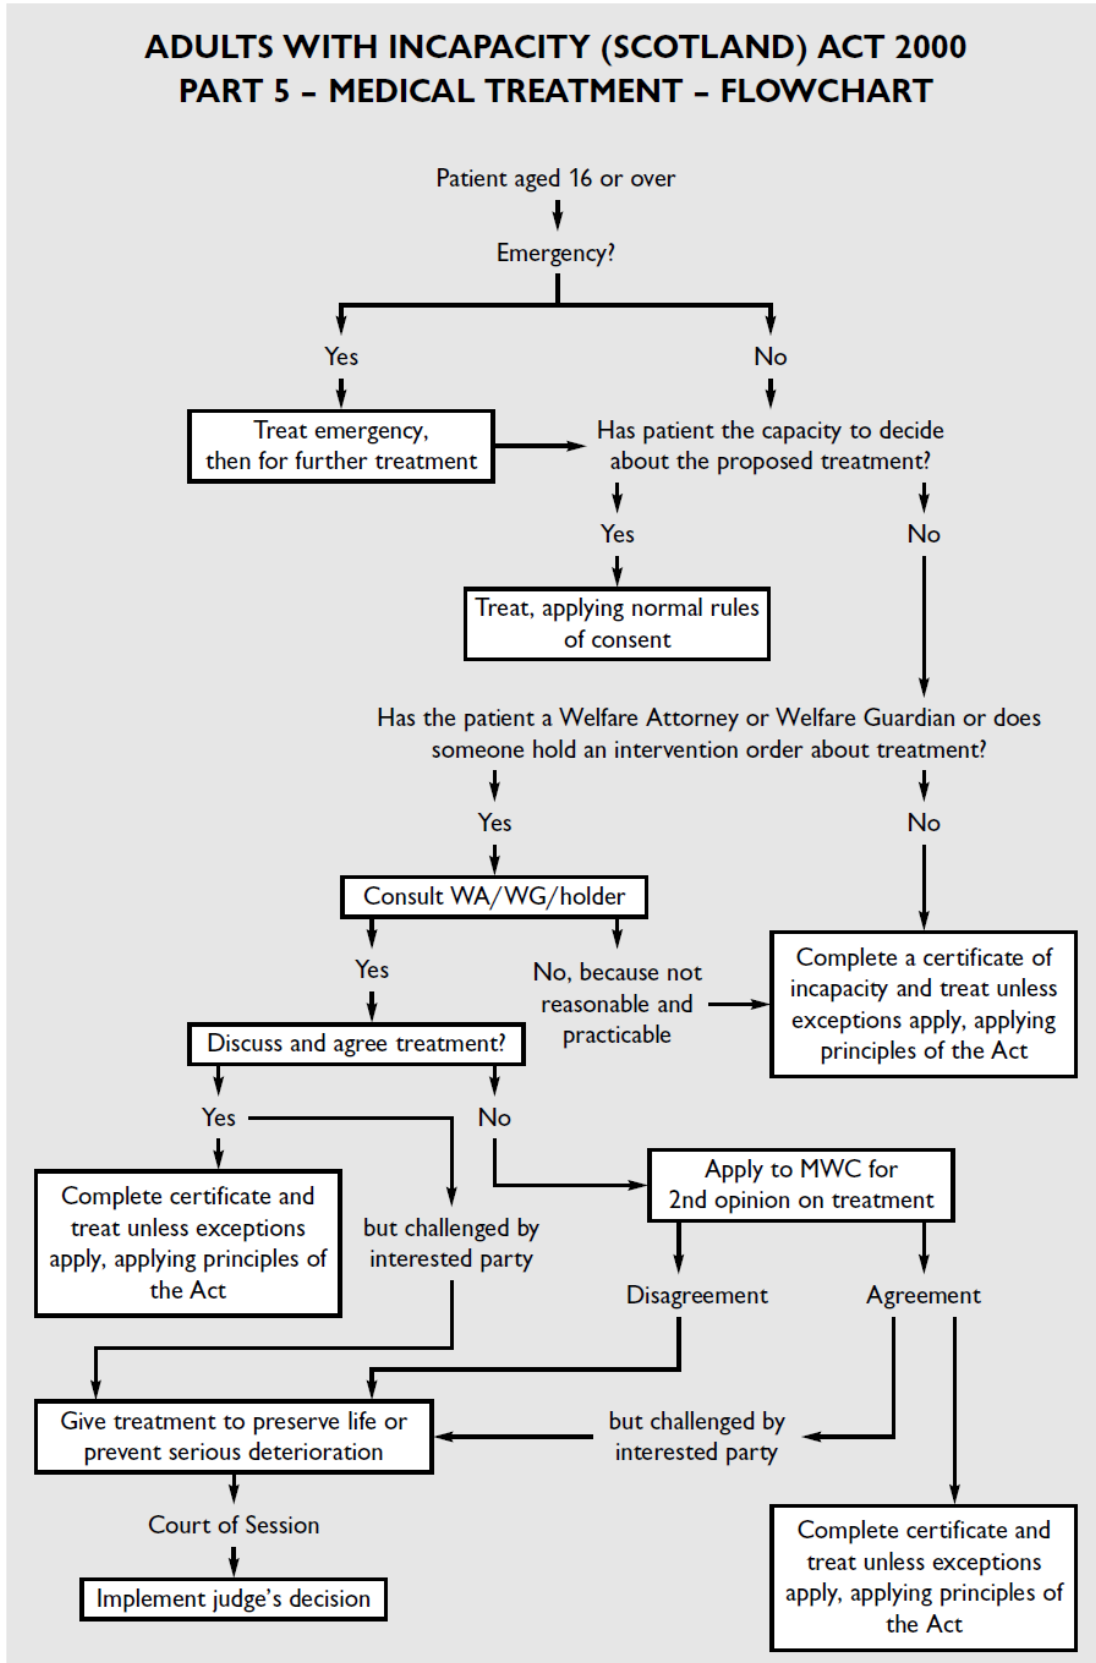 ADULTS WITH INCAPACITY (SCOTLAND) ACT 2000
PART 5 – MEDICAL TREATMENT – FLOWCHART
Patient aged 16 or over
Emergency?
Yes
No
Treat emergency,
then for further treatment
Has patient the capacity to decide
about the proposed treatment?
Yes
No
Treat, applying normal rules
of consent
Has the patient a Welfare Attorney or Welfare Guardian or does
someone hold an intervention order about treatment?
Yes
No
Consult WA/WG/holder
Yes
No, because not
reasonable and
practicable
Complete a certificate of
incapacity and treat unless
exceptions apply, applying
principles of the Act
Discuss and agree treatment?
Yes
No
Complete certificate and
treat unless exceptions
apply, applying principles of
the Act
but challenged by
interested party
Apply to MWC for
2nd opinion on treatment
Disagreement
Agreement
Give treatment to preserve life or
prevent serious deterioration
but challenged by
interested party
Court of Session
Implement judge’s decision
Complete certificate and
treat unless exceptions
apply, applying principles of
the Act